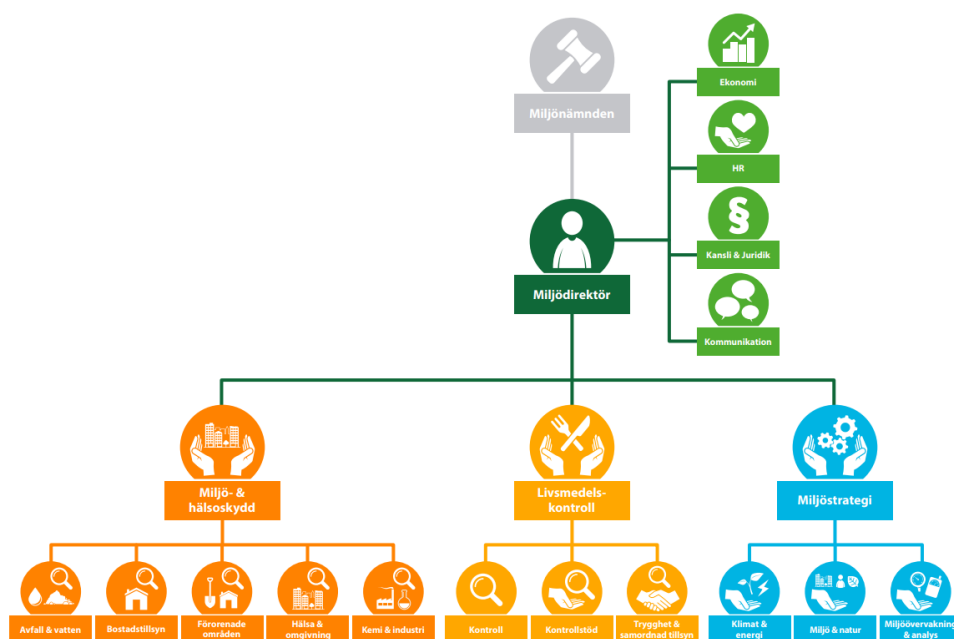 Ekonomi
Miljönämnden
HR
§
Kansli & Juridik
Miljödirektör
Kommunikation
Miljö- &
hälsoskydd
Livsmedels-
kontroll
Miljöstrategi
Avfall & vatten
Bostadstillsyn
Förorenade
områden
Hälsa &
omgivning
Kemi & industri
Kontroll
Kontrollstöd
Trygghet &
samordnad tillsyn
Klimat &
energi
Miljö & natur
Miljöövervakning
& analys